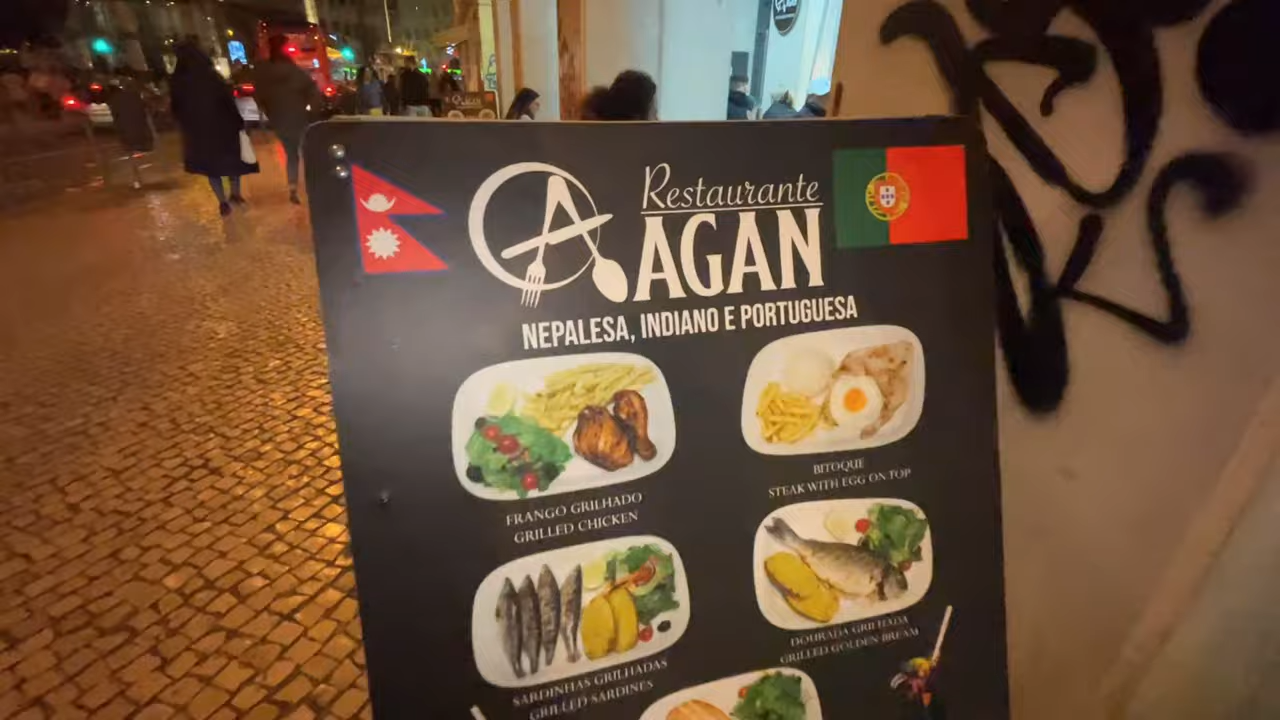 Restaurante
AGAN
NEPALESA, INDIANO E PORTUGUESA
FRANGO GRILHADO
GRILLED CHICKEN
BITOQUE
STEAK WITH EGG ON TOP
SARDINHAS GRILHADAS
GRILLED SARDINES
DOURADA GRILHADA
GRILLED GOLDEN BREAM